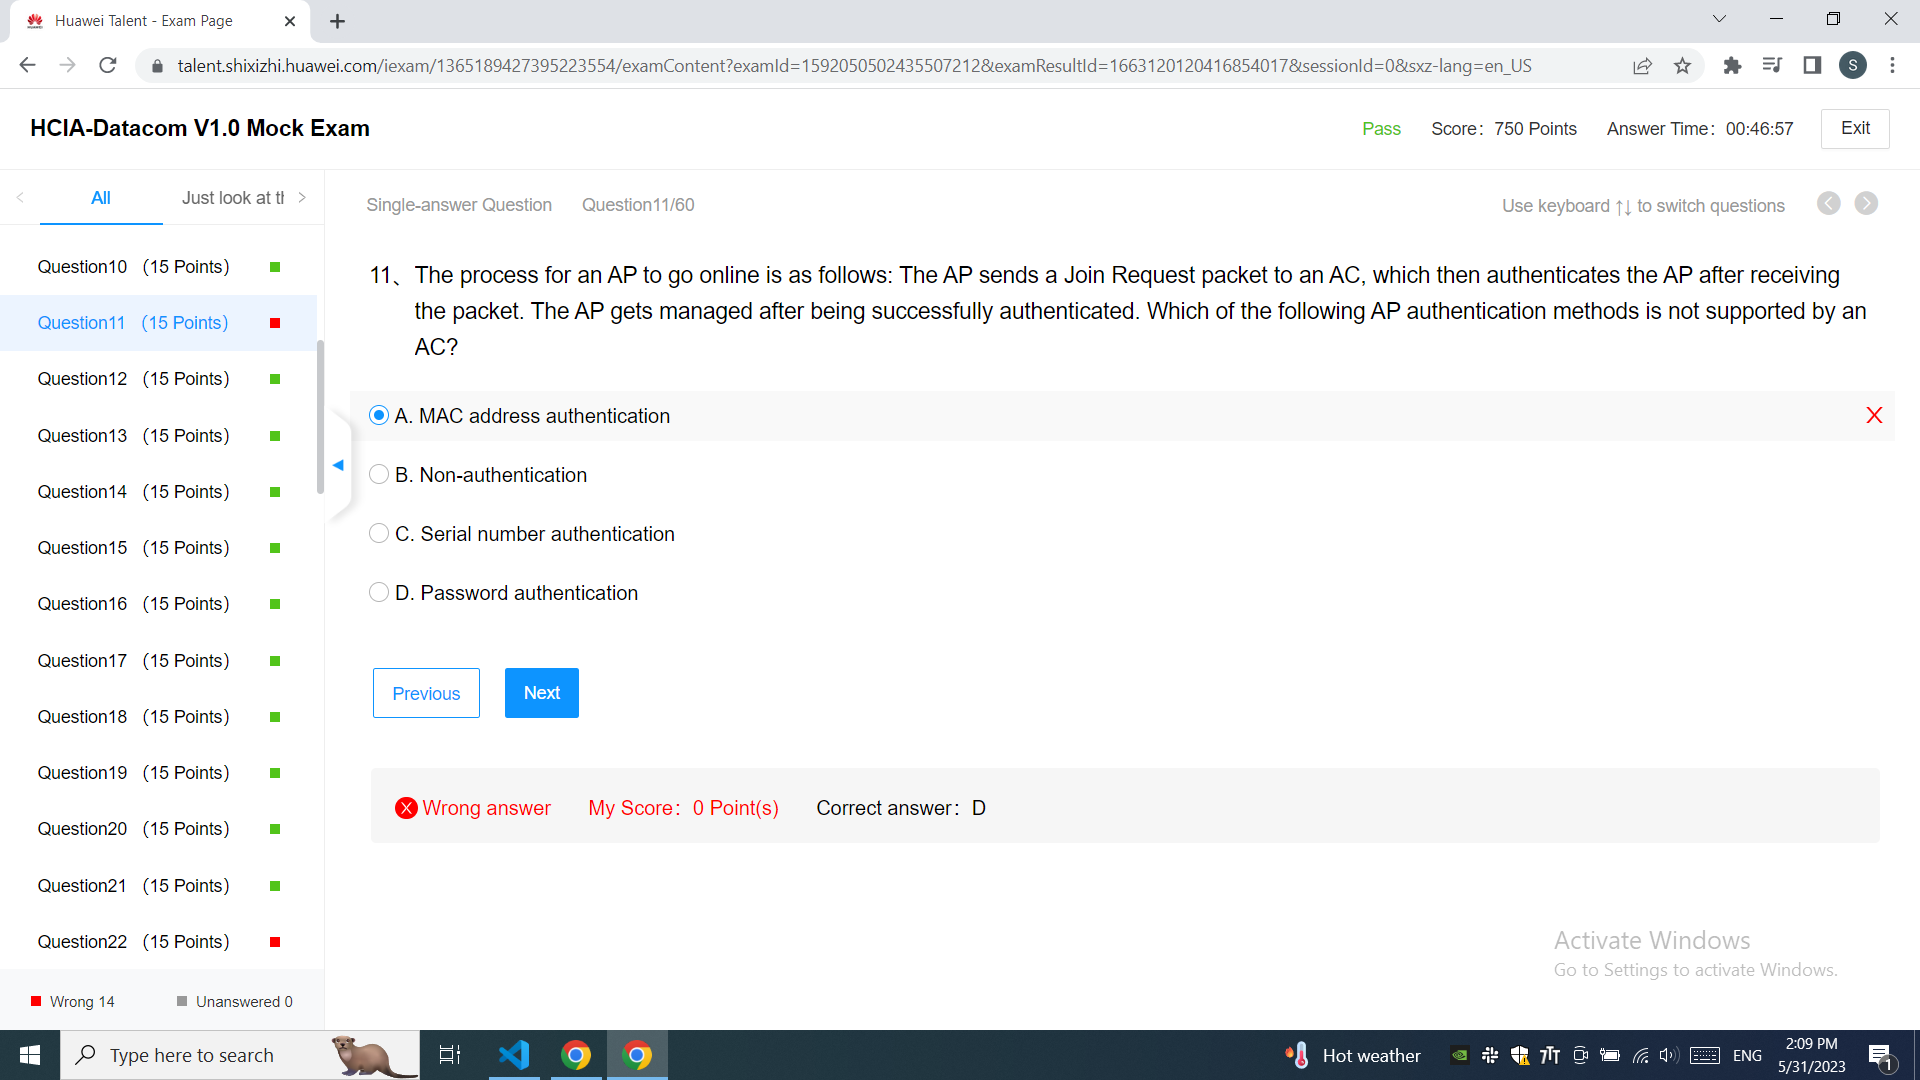 Huawei Talent - Exam Page
talent.shixizhi.huawei.com/iexam/1365189427395223554/examContent?examId=1592050502435507212&examResultId=1663120120416854017&sessionId=0&sxz-lang=en_US
S
HCIA-Datacom V1.0 Mock Exam
Pass Score：750 Points Answer Time：00:46:57 Exit
All Just look at th
Single-answer Question Question11/60
Use keyboard ↑↓ to switch questions
Question10 （15 Points）
Question11 （15 Points）
Question12 （15 Points）
Question13 （15 Points）
Question14 （15 Points）
Question15 （15 Points）
Question16 （15 Points）
Question17 （15 Points）
Question18 （15 Points）
Question19 （15 Points）
Question20 （15 Points）
Question21 （15 Points）
Question22 （15 Points）
Wrong 14 Unanswered 0
11、The process for an AP to go online is as follows: The AP sends a Join Request packet to an AC, which then authenticates the AP after receiving
the packet. The AP gets managed after being successfully authenticated. Which of the following AP authentication methods is not supported by an
AC?
A. MAC address authentication
B. Non-authentication
C. Serial number authentication
D. Password authentication
Previous Next
Wrong answer My Score：0 Point(s) Correct answer：D
Activate Windows
Go to Settings to activate Windows.
Type here to search
Hot weather
ENG
2:09 PM
5/31/2023
1